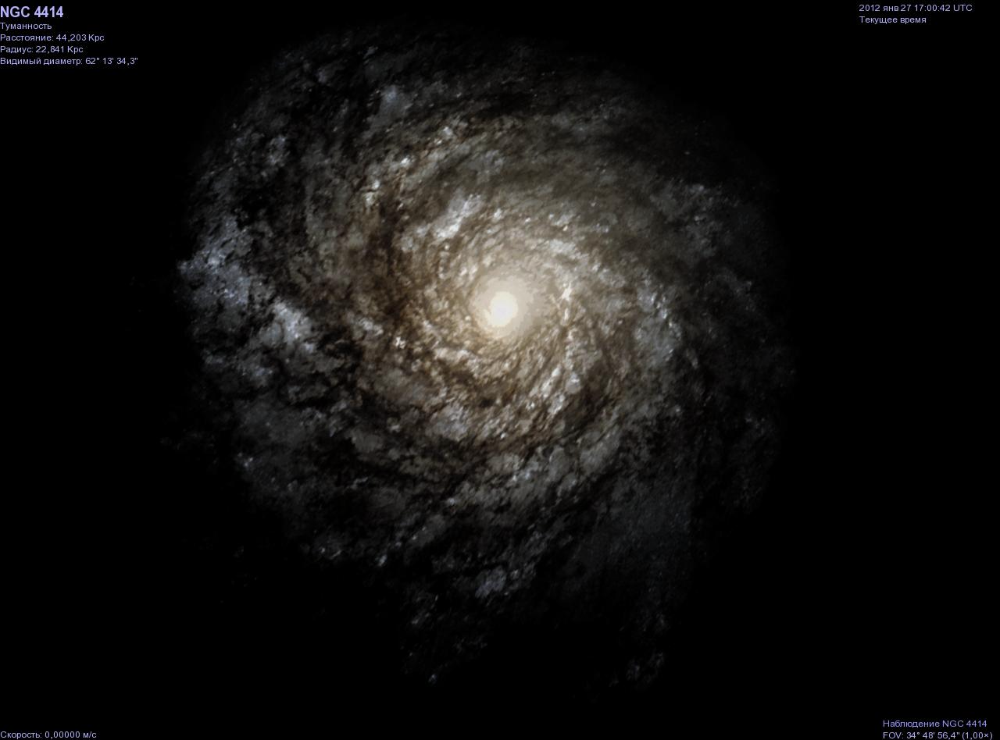 NGC 4414
Туманность
Расстояние: 44,203 Kpc
Радиус: 22,841 Kpc
Видимый диаметр: 62° 13' 34,3"
2012 янв 27 17:00:42 UTC
Текущее время
Скорость: 0,00000 м/с
Наблюдение NGC 4414
FOV: 34° 48' 56,4" (1,00×)